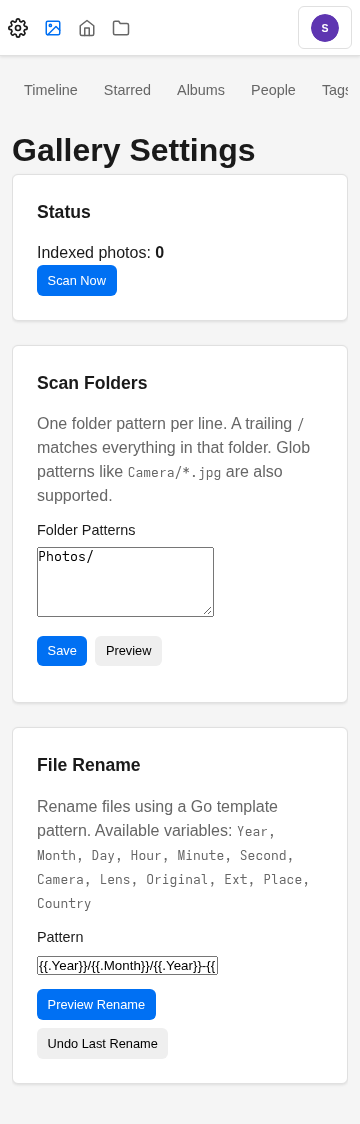 S
Timeline Starred Albums People Tags
Gallery Settings
Status
Indexed photos: 0
Scan Now
Scan Folders
One folder pattern per line. A trailing /
matches everything in that folder. Glob
patterns like Camera/*.jpg are also
supported.
Folder Patterns
Photos/
Save Preview
File Rename
Rename files using a Go template
pattern. Available variables: Year,
Month, Day, Hour, Minute, Second,
Camera, Lens, Original, Ext, Place,
Country
Pattern
{{.Year}}/{{.Month}}/{{.Year}}-{{
Preview Rename
Undo Last Rename